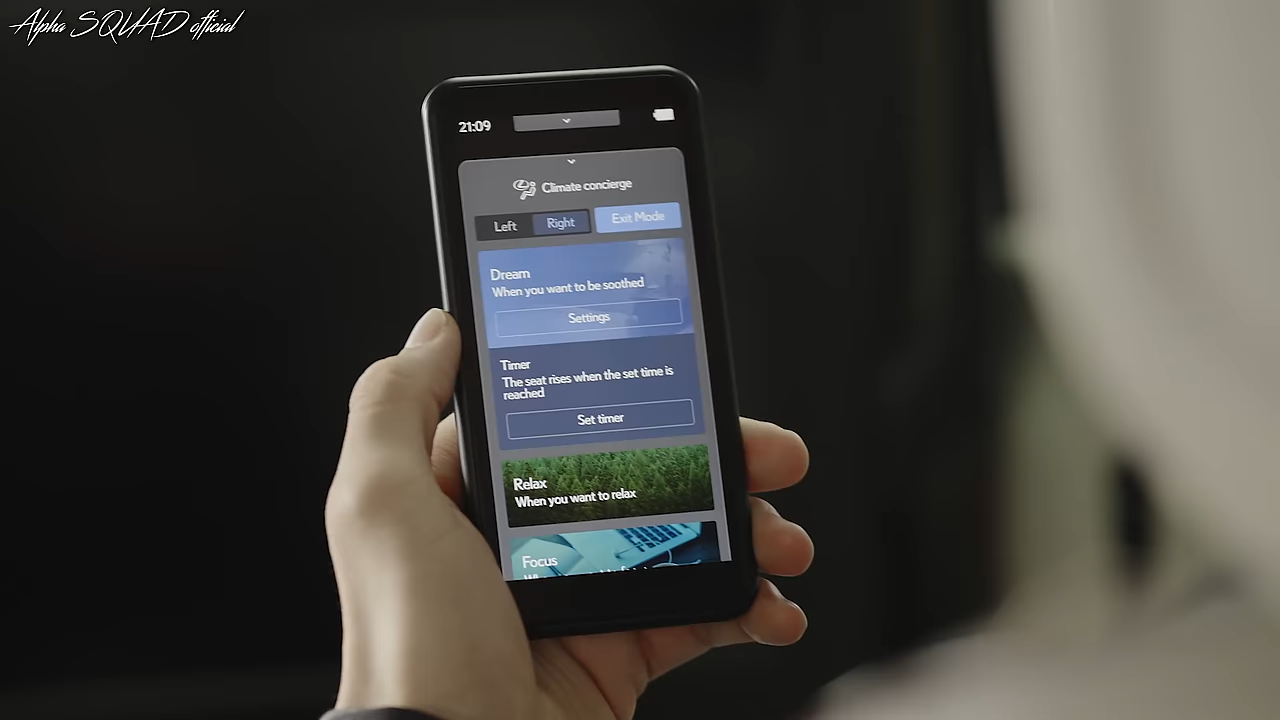 Alpha SQUAD official
21:09
Climate concierge
Left
Right
Exit Mode
Dream
When you want to be soothed
Settings
Timer
The seat rises when the set time is
reached
Set timer
Relax
When you want to relax
Focus